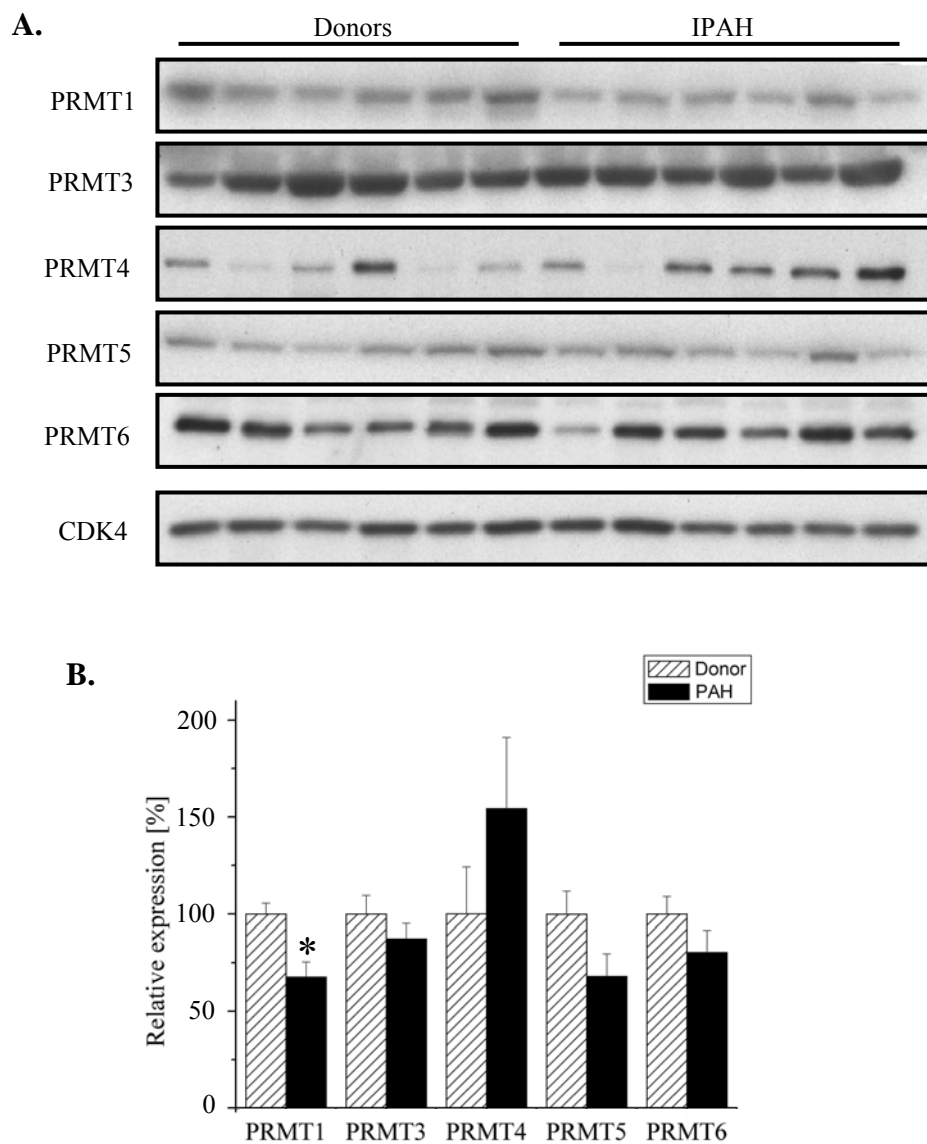 A.
Donors IPAH
PRMT1
PRMT3
PRMT4
PRMT5
PRMT6
CDK4
B.
Donor
PAH
Relative expression [%]
200
150
100
50
0
*
PRMT1 PRMT3 PRMT4 PRMT5 PRMT6